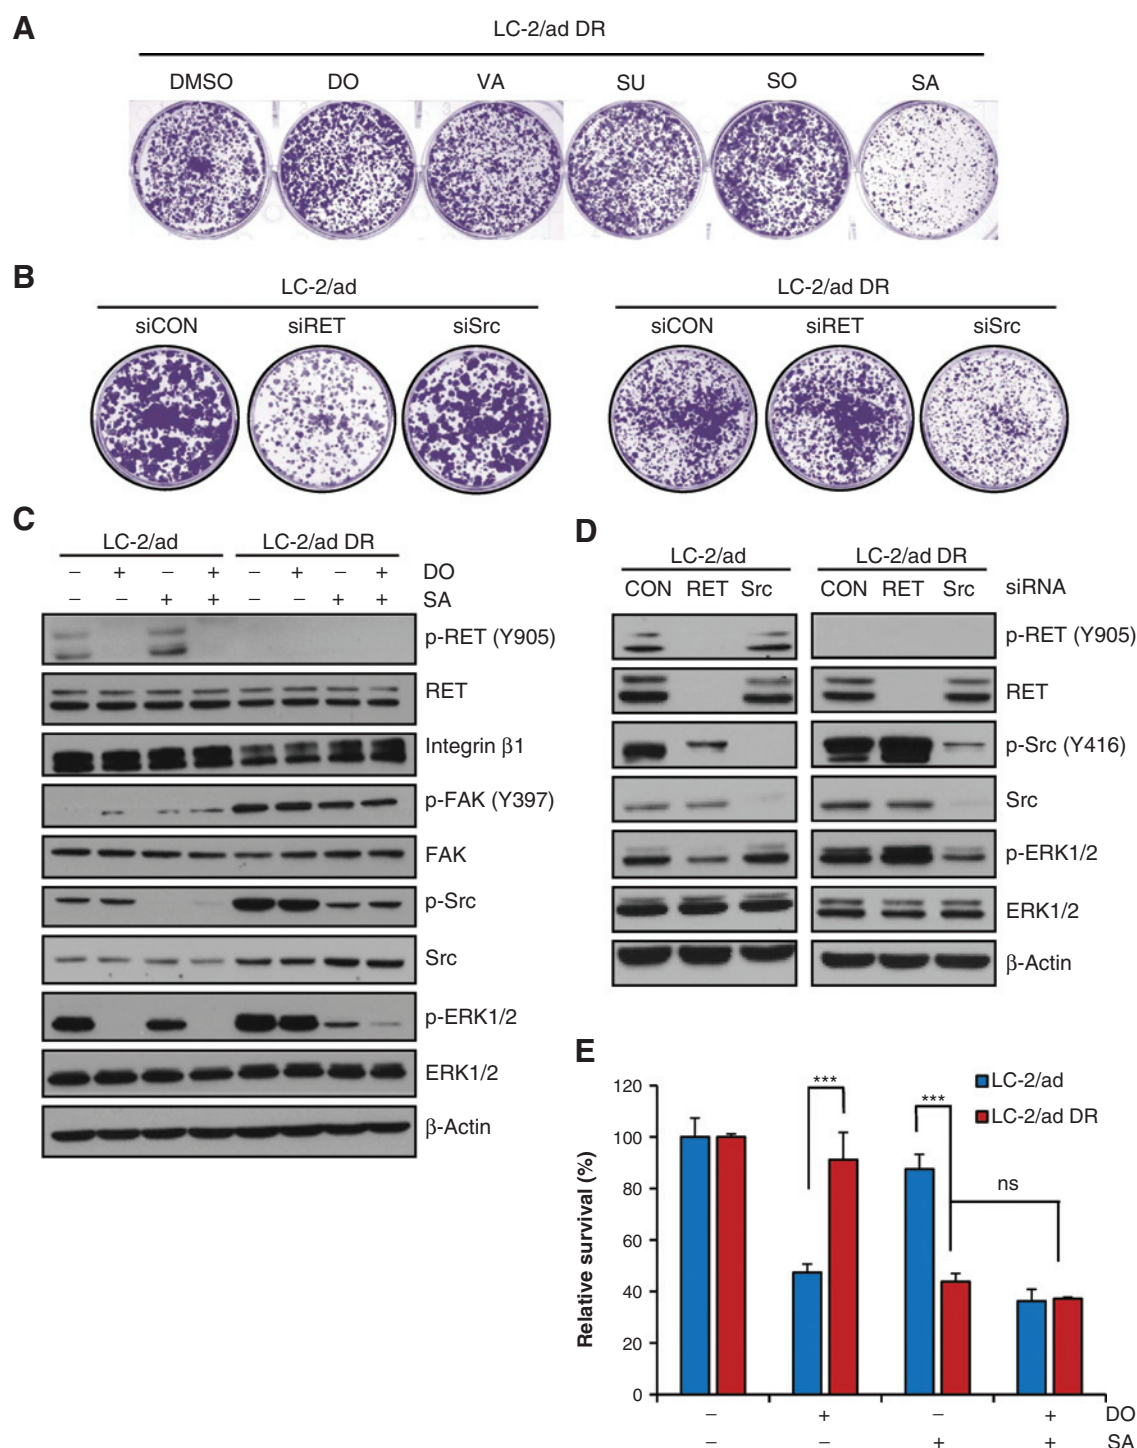 A
LC-2/ad DR
DMSO DO VA SU SO SA
B
LC-2/ad LC-2/ad DR
siCON siRET siSrc siCON siRET siSrc
C
LC-2/ad LC-2/ad DR
– + – + – + – + DO
– – + + – – + + SA
p-RET (Y905)
RET
Integrin β1
p-FAK (Y397)
FAK
p-Src
Src
p-ERK1/2
ERK1/2
β-Actin
D
LC-2/ad LC-2/ad DR
CON RET Src CON RET Src siRNA
p-RET (Y905)
RET
p-Src (Y416)
Src
p-ERK1/2
ERK1/2
β-Actin
E
Relative survival (%)
120
100
80
60
40
20
0
LC-2/ad
LC-2/ad DR
***
***
ns
– + – + DO
– – + + SA